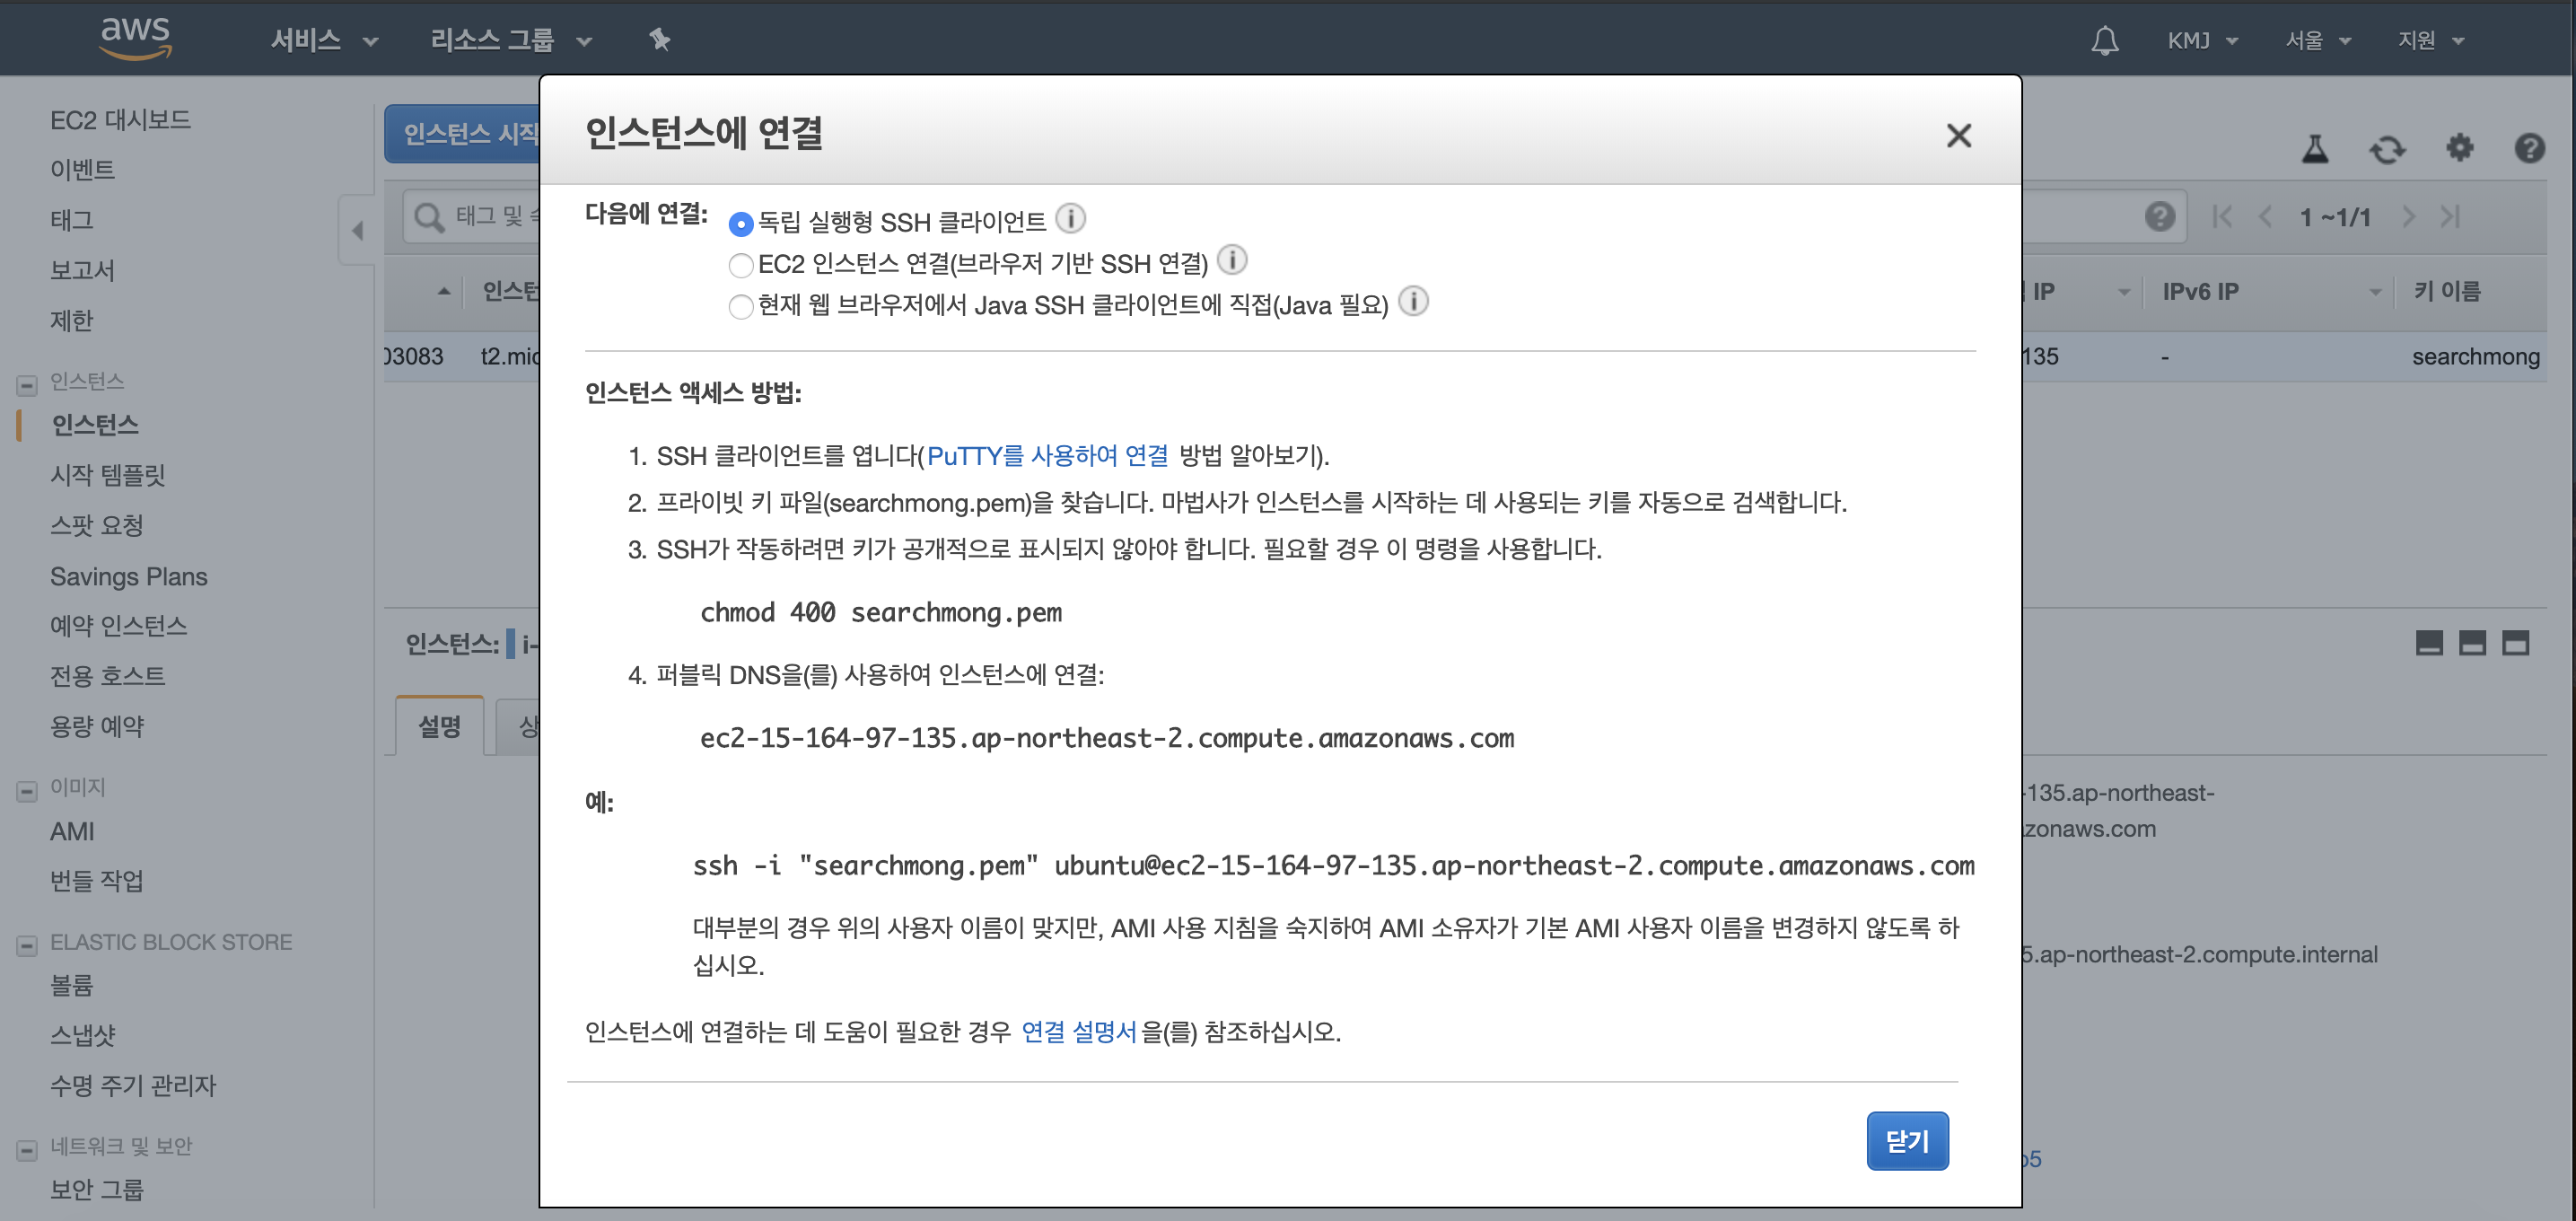 aws 서비스 리소스 그룹 KMJ 서울 지원
EC2 대시보드
이벤트
태그
보고서
제한
인스턴스
인스턴스
시작 템플릿
스팟 요청
Savings Plans
예약 인스턴스
전용 호스트
용량 예약
이미지
AMI
번들 작업
ELASTIC BLOCK STORE
볼륨
스냅샷
수명 주기 관리자
네트워크 및 보안
보안 그룹
인스턴스 시작
태그 및
1 ~1/1
인스턴 IP IPv6 IP 키 이름
03083 t2.mic 135 - searchmong
인스턴스: i-
설명 상
-135.ap-northeast-
zonaws.com
5.ap-northeast-2.compute.internal
b5
인스턴스에 연결
다음에 연결: 독립 실행형 SSH 클라이언트
EC2 인스턴스 연결(브라우저 기반 SSH 연결)
현재 웹 브라우저에서 Java SSH 클라이언트에 직접(Java 필요)
인스턴스 액세스 방법:
1. SSH 클라이언트를 엽니다(PuTTY를 사용하여 연결 방법 알아보기).
2. 프라이빗 키 파일(searchmong.pem)을 찾습니다. 마법사가 인스턴스를 시작하는 데 사용되는 키를 자동으로 검색합니다.
3. SSH가 작동하려면 키가 공개적으로 표시되지 않아야 합니다. 필요할 경우 이 명령을 사용합니다.
chmod 400 searchmong.pem
4. 퍼블릭 DNS을(를) 사용하여 인스턴스에 연결:
ec2-15-164-97-135.ap-northeast-2.compute.amazonaws.com
예:
ssh -i "searchmong.pem" ubuntu@ec2-15-164-97-135.ap-northeast-2.compute.amazonaws.com
대부분의 경우 위의 사용자 이름이 맞지만, AMI 사용 지침을 숙지하여 AMI 소유자가 기본 AMI 사용자 이름을 변경하지 않도록 하
십시오.
인스턴스에 연결하는 데 도움이 필요한 경우 연결 설명서을(를) 참조하십시오.
닫기